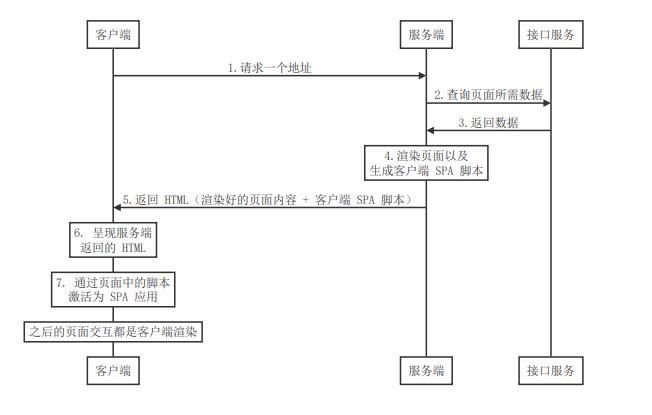 客户端
服务端
接口服务
1.请求一个地址
2.查询页面所需数据
3.返回数据
4.渲染页面以及
生成客户端 SPA 脚本
5.返回 HTML（渲染好的页面内容 + 客户端 SPA 脚本）
6. 呈现服务端
返回的 HTML
7. 通过页面中的脚本
激活为 SPA 应用
之后的页面交互都是客户端渲染
客户端
服务端
接口服务